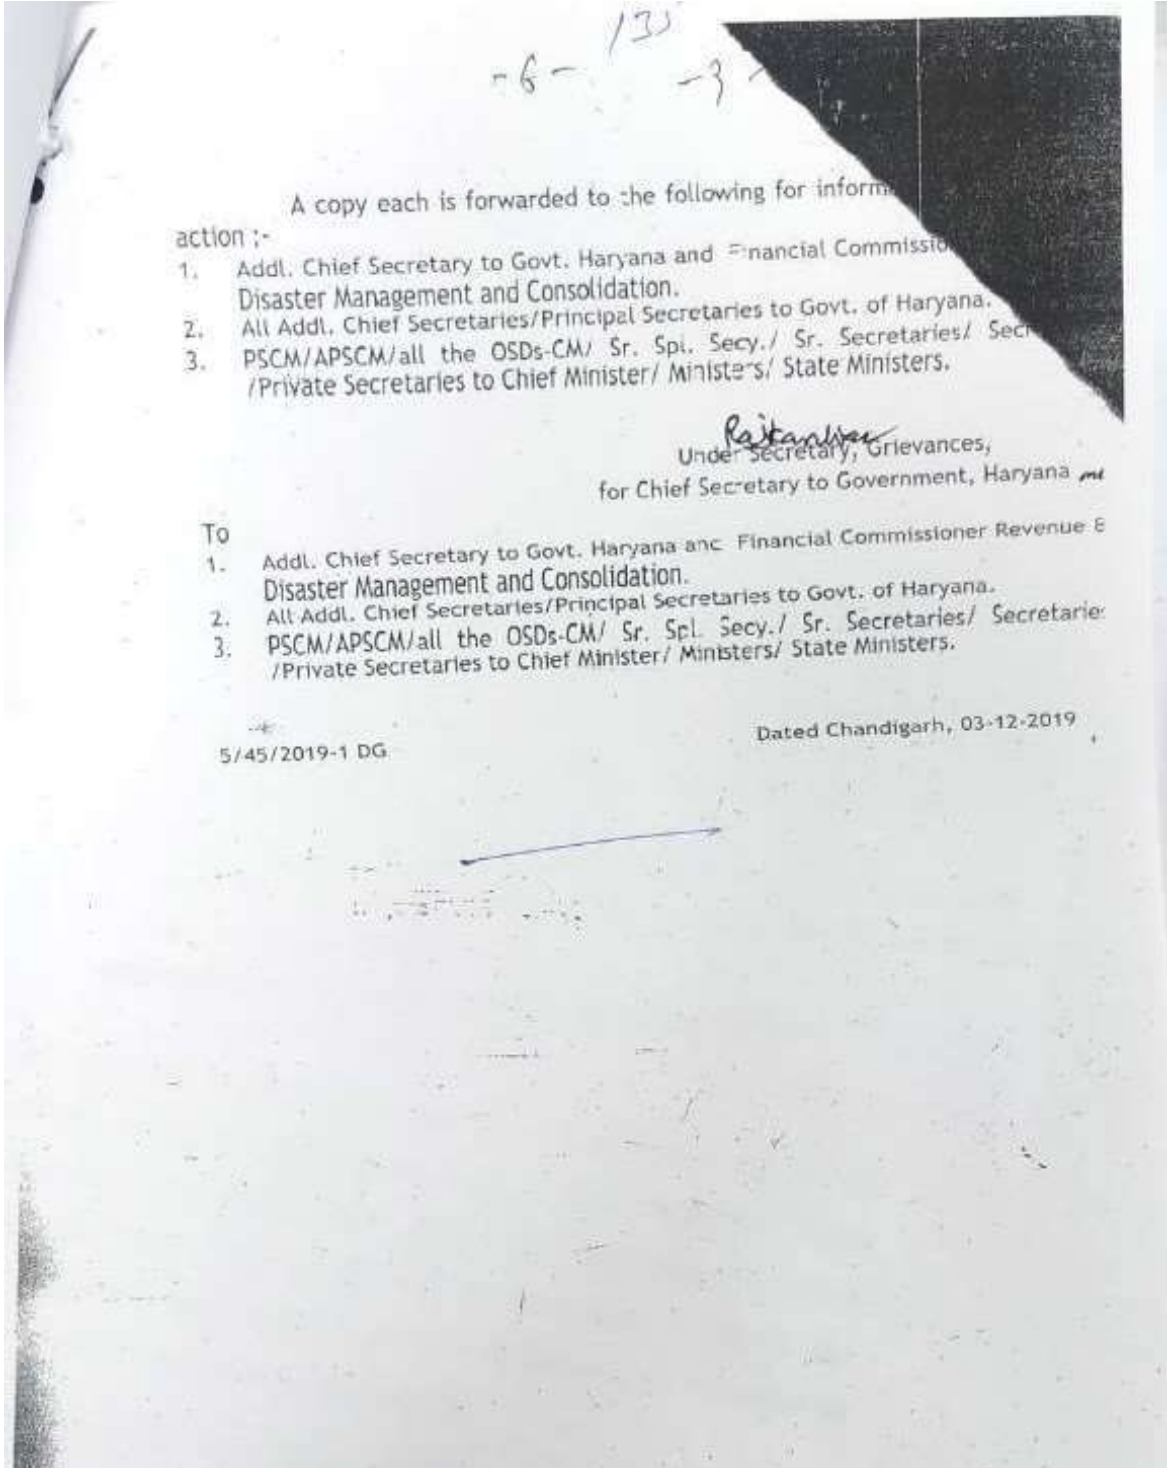 135
-6- -3-
A copy each is forwarded to the following for inform
action :-
1. Addl. Chief Secretary to Govt. Haryana and Financial Commissio
Disaster Management and Consolidation.
2. All Addl. Chief Secretaries/Principal Secretaries to Govt. of Haryana.
3. PSCM/APSCM/all the OSDs-CM/ Sr. Spl. Secy./ Sr. Secretaries/ Secr
/Private Secretaries to Chief Minister/ Ministers/ State Ministers.
Under Secretary, Grievances,
for Chief Secretary to Government, Haryana
To
1. Addl. Chief Secretary to Govt. Haryana and Financial Commissioner Revenue &
Disaster Management and Consolidation.
2. All Addl. Chief Secretaries/Principal Secretaries to Govt. of Haryana.
3. PSCM/APSCM/all the OSDs-CM/ Sr. Spl. Secy./ Sr. Secretaries/ Secretaries
/Private Secretaries to Chief Minister/ Ministers/ State Ministers.
5/45/2019-1 DG Dated Chandigarh, 03-12-2019